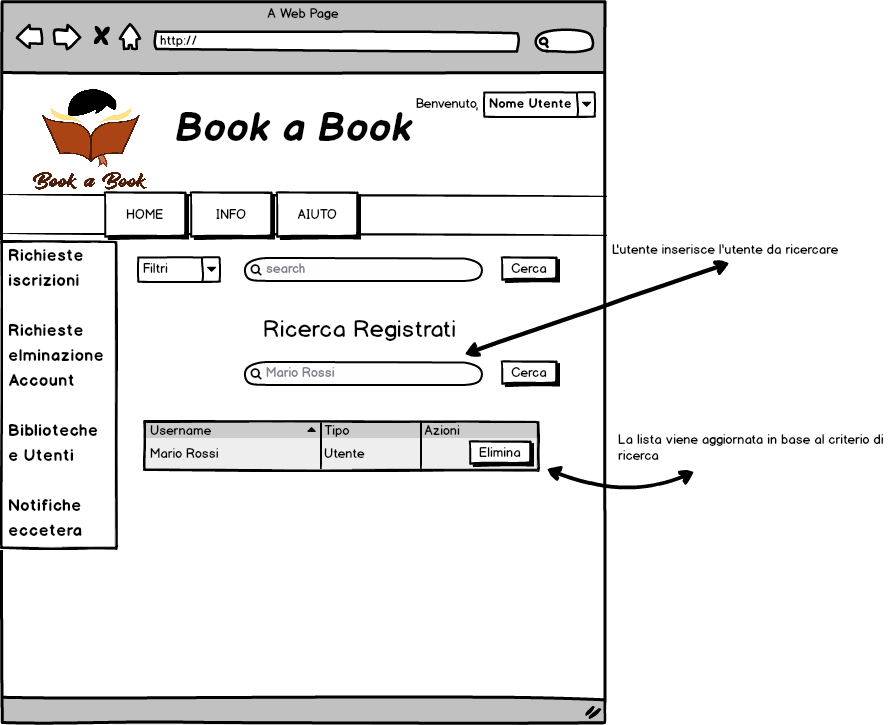 A Web Page
http://
Benvenuto, Nome Utente
Book a Book
Book a Book
HOME INFO AIUTO
Richieste
iscrizioni
Richieste
elminazione
Account
Biblioteche
e Utenti
Notifiche
eccetera
Filtri search Cerca
L'utente inserisce l'utente da ricercare
Ricerca Registrati
Mario Rossi Cerca
Username Tipo Azioni
Mario Rossi Utente Elimina
La lista viene aggiornata in base al criterio di
ricerca